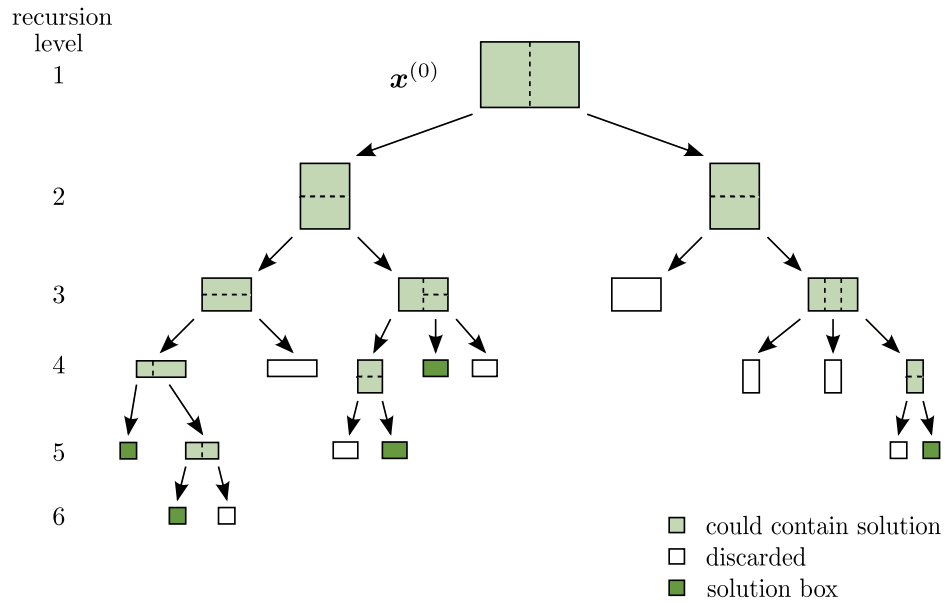 recursion
level
1
x^(0)
2
3
4
5
6
could contain solution
discarded
solution box